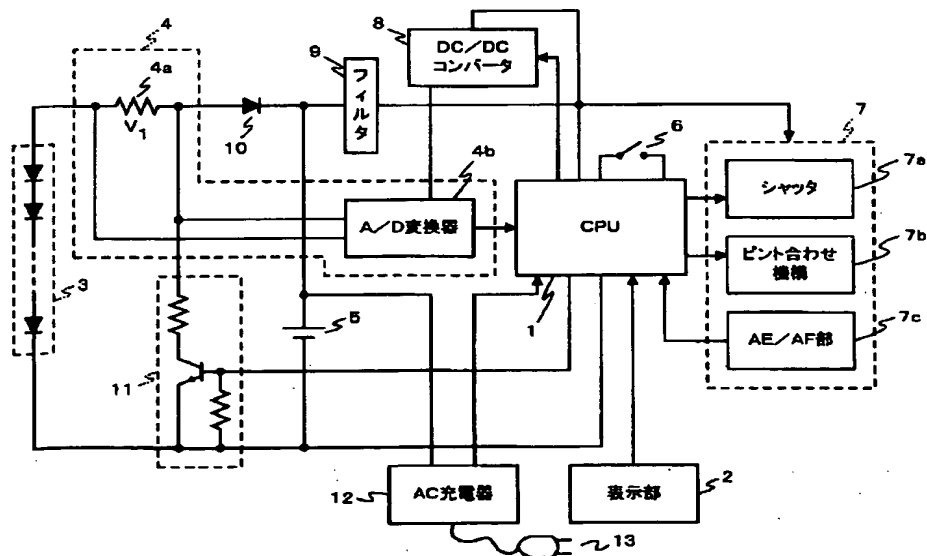 4
4a
V1
10
9
フィルタ
8
DC／DC
コンバータ
4b
A／D変換器
6
CPU
1
7
7a
シャッタ
7b
ピント合わせ
機構
7c
AE／AF部
3
5
11
12
AC充電器
13
表示部
2